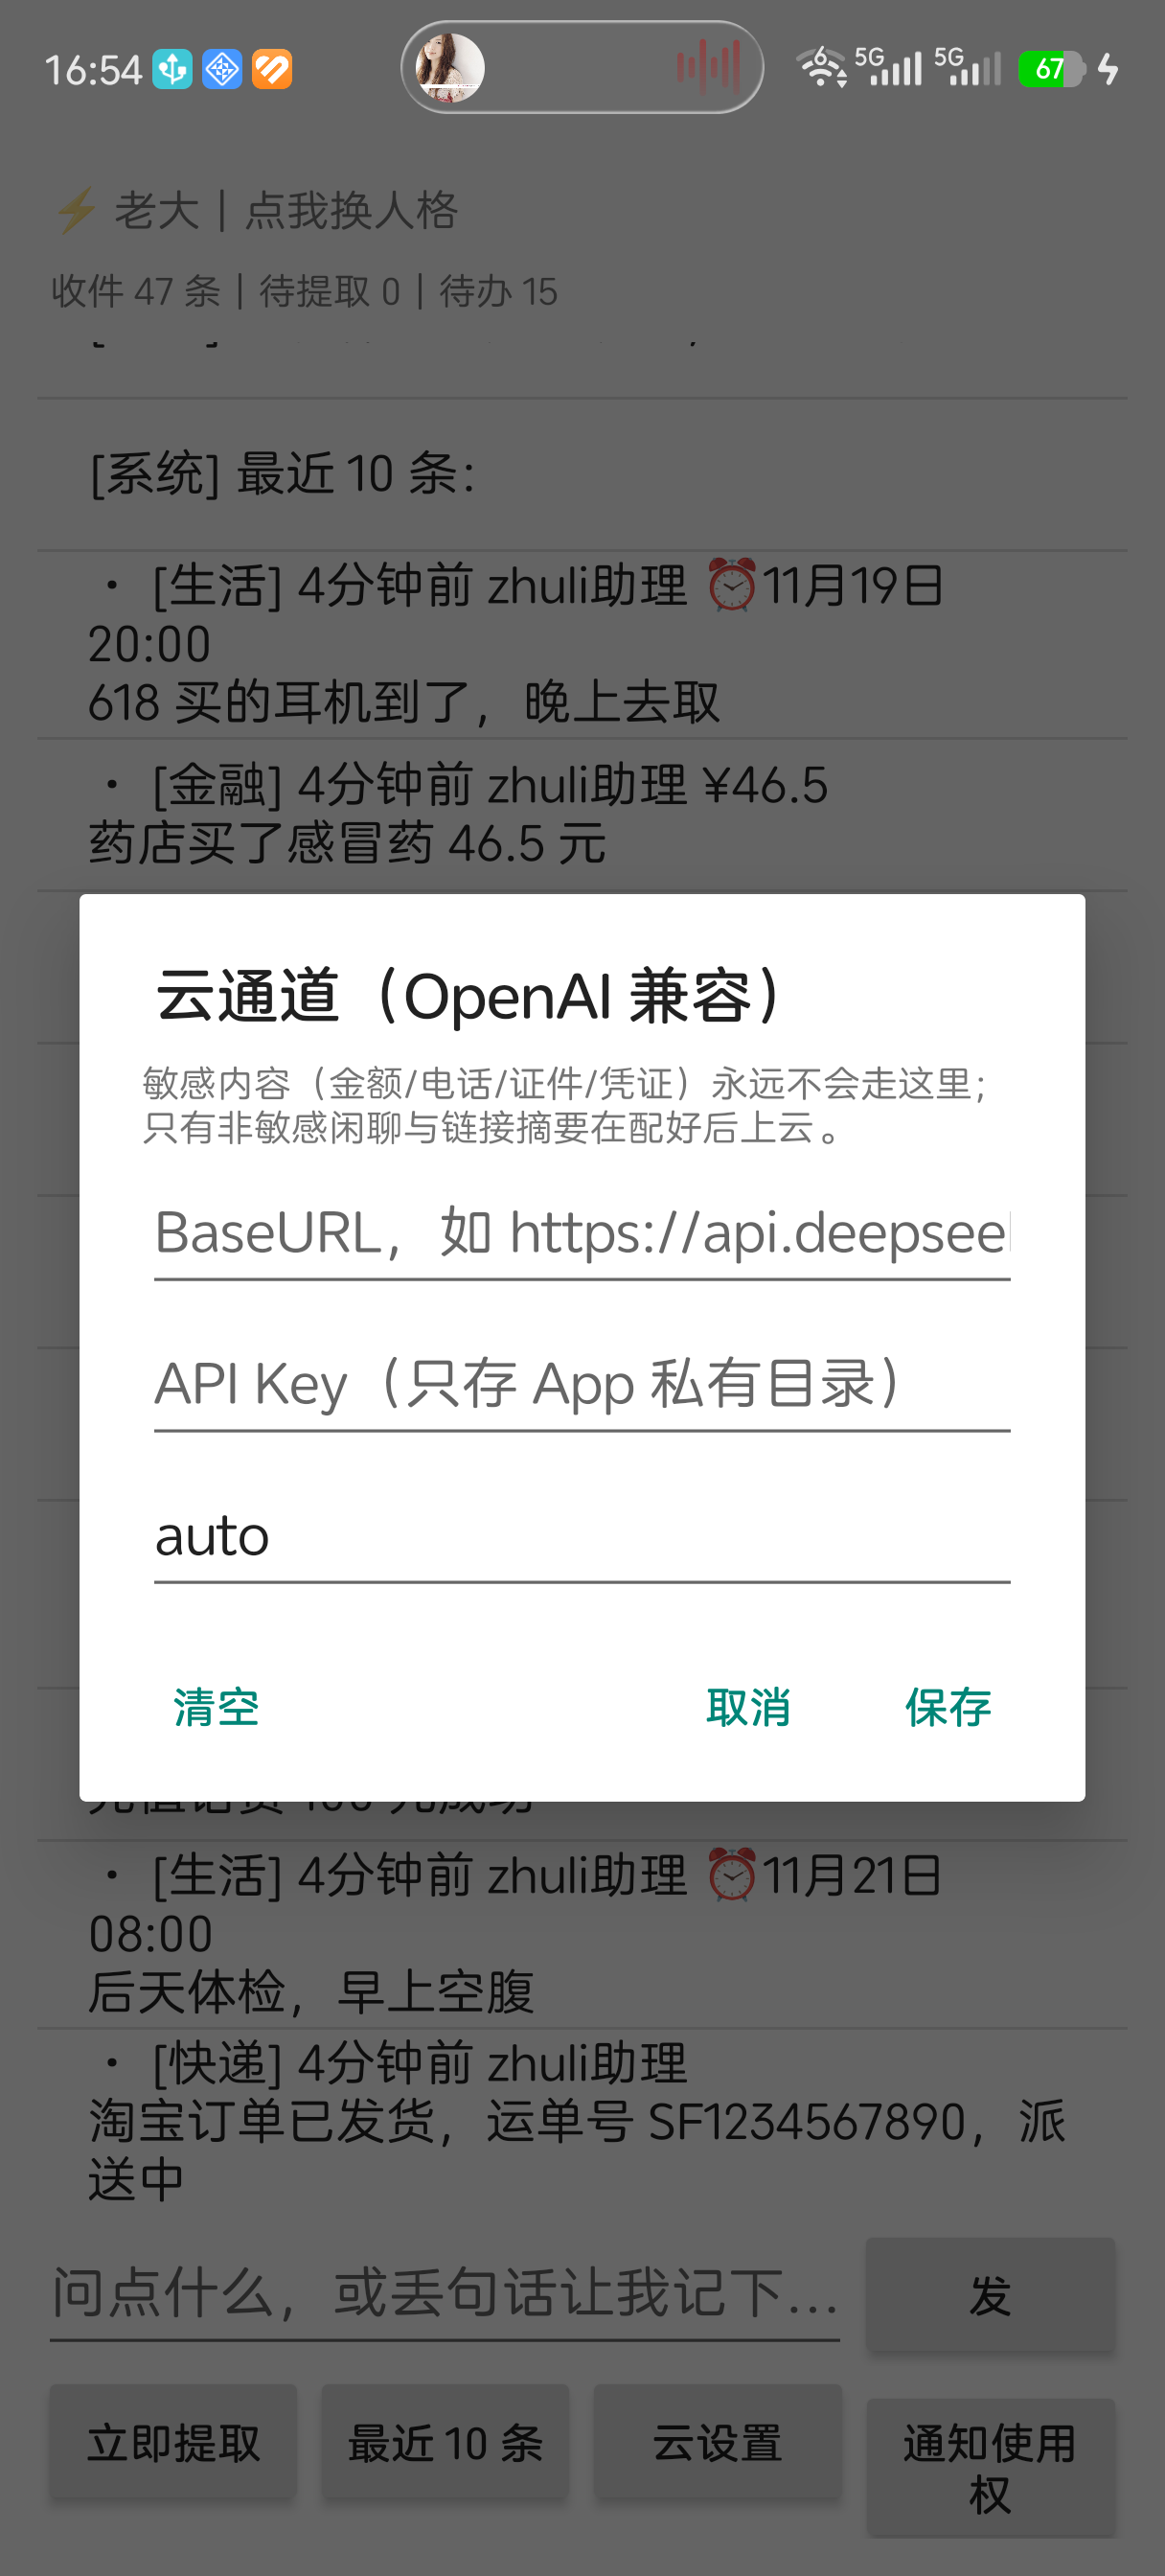 16:54
6 5G 5G 67
⚡ 老大｜点我换人格
收件 47 条｜待提取 0｜待办 15
[系统] 最近 10 条：
· [生活] 4分钟前 zhuli助理 ⏰11月19日
20:00
618 买的耳机到了，晚上去取
· [金融] 4分钟前 zhuli助理 ¥46.5
药店买了感冒药 46.5 元
云通道（OpenAI 兼容）
敏感内容（金额/电话/证件/凭证）永远不会走这里；
只有非敏感闲聊与链接摘要在配好后上云。
BaseURL，如 https://api.deepsee
API Key（只存 App 私有目录）
auto
清空 取消 保存
· [生活] 4分钟前 zhuli助理 ⏰11月21日
08:00
后天体检，早上空腹
· [快递] 4分钟前 zhuli助理
淘宝订单已发货，运单号 SF1234567890，派
送中
问点什么，或丢句话让我记下… 发
立即提取 最近 10 条 云设置 通知使用
权